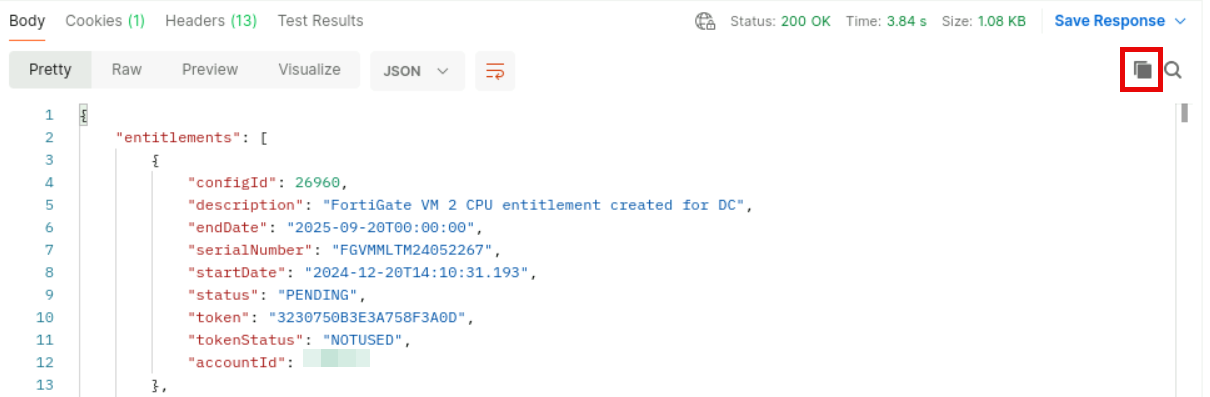 Body Cookies (1) Headers (13) Test Results Status: 200 OK Time: 3.84 s Size: 1.08 KB Save Response
Pretty Raw Preview Visualize JSON
1 {
2 "entitlements": [
3 {
4 "configId": 26960,
5 "description": "FortiGate VM 2 CPU entitlement created for DC",
6 "endDate": "2025-09-20T00:00:00",
7 "serialNumber": "FGVMMLTM24052267",
8 "startDate": "2024-12-20T14:10:31.193",
9 "status": "PENDING",
10 "token": "3230750B3E3A758F3A0D",
11 "tokenStatus": "NOTUSED",
12 "accountId":
13 },